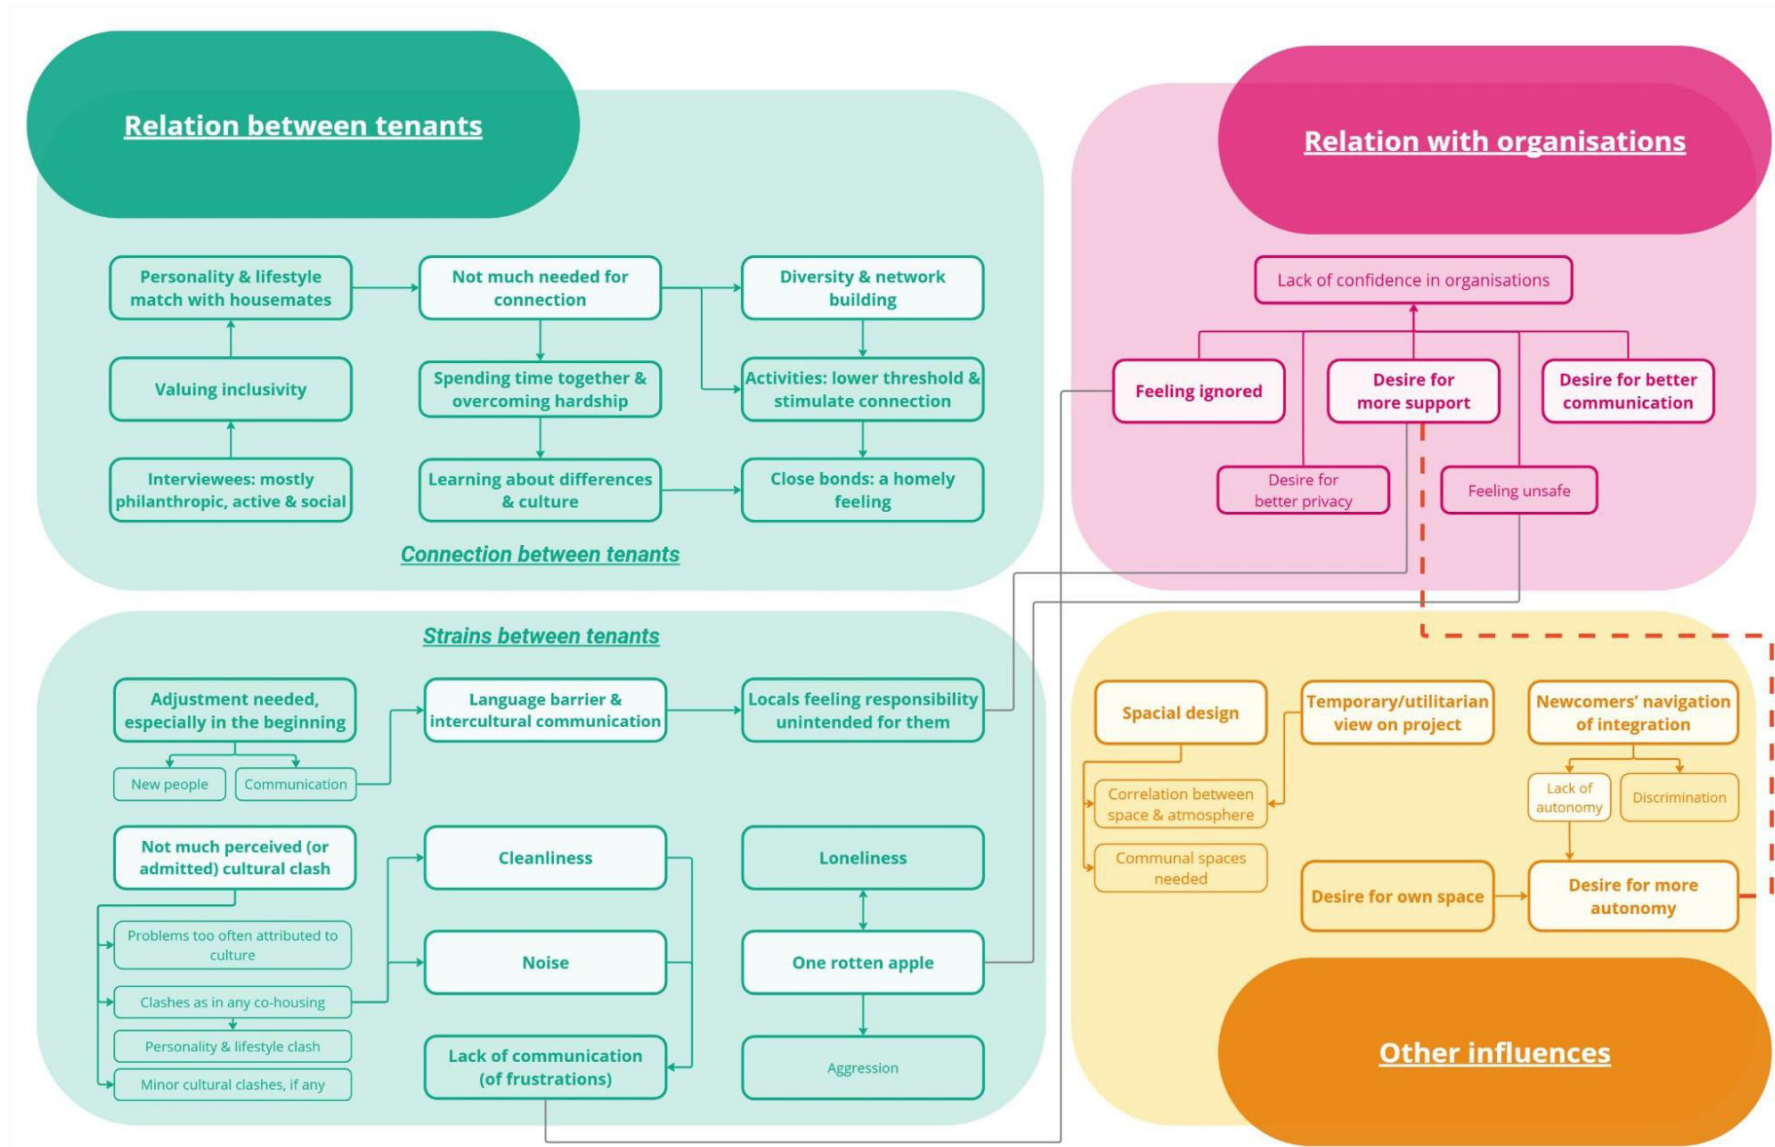 Relation between tenants
Personality & lifestyle
match with housemates
Not much needed for
connection
Diversity & network
building
Valuing inclusivity
Spending time together &
overcoming hardship
Activities: lower threshold &
stimulate connection
Interviewees: mostly
philanthropic, active & social
Learning about differences
& culture
Close bonds: a homely
feeling
Connection between tenants
Strains between tenants
Adjustment needed,
especially in the beginning
Language barrier &
intercultural communication
Locals feeling responsibility
unintended for them
New people
Communication
Not much perceived (or
admitted) cultural clash
Cleanliness
Loneliness
Problems too often attributed to
culture
Noise
One rotten apple
Clashes as in any co-housing
Personality & lifestyle clash
Minor cultural clashes, if any
Lack of communication
(of frustrations)
Aggression
Relation with organisations
Lack of confidence in organisations
Feeling ignored
Desire for
more support
Desire for better
communication
Desire for
better privacy
Feeling unsafe
Spacial design
Temporary/utilitarian
view on project
Newcomers’ navigation
of integration
Correlation between
space & atmosphere
Lack of
autonomy
Discrimination
Communal spaces
needed
Desire for own space
Desire for more
autonomy
Other influences